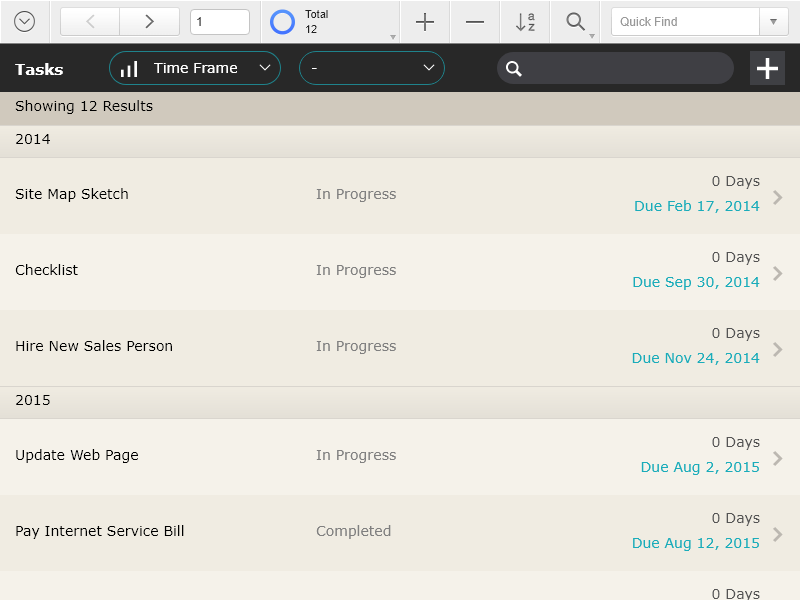 1
Total
12
a
z
Quick Find
Tasks
Time Frame
-
Showing 12 Results
2014
Site Map Sketch
In Progress
0 Days
Due Feb 17, 2014
Checklist
In Progress
0 Days
Due Sep 30, 2014
Hire New Sales Person
In Progress
0 Days
Due Nov 24, 2014
2015
Update Web Page
In Progress
0 Days
Due Aug 2, 2015
Pay Internet Service Bill
Completed
0 Days
Due Aug 12, 2015
0 Days